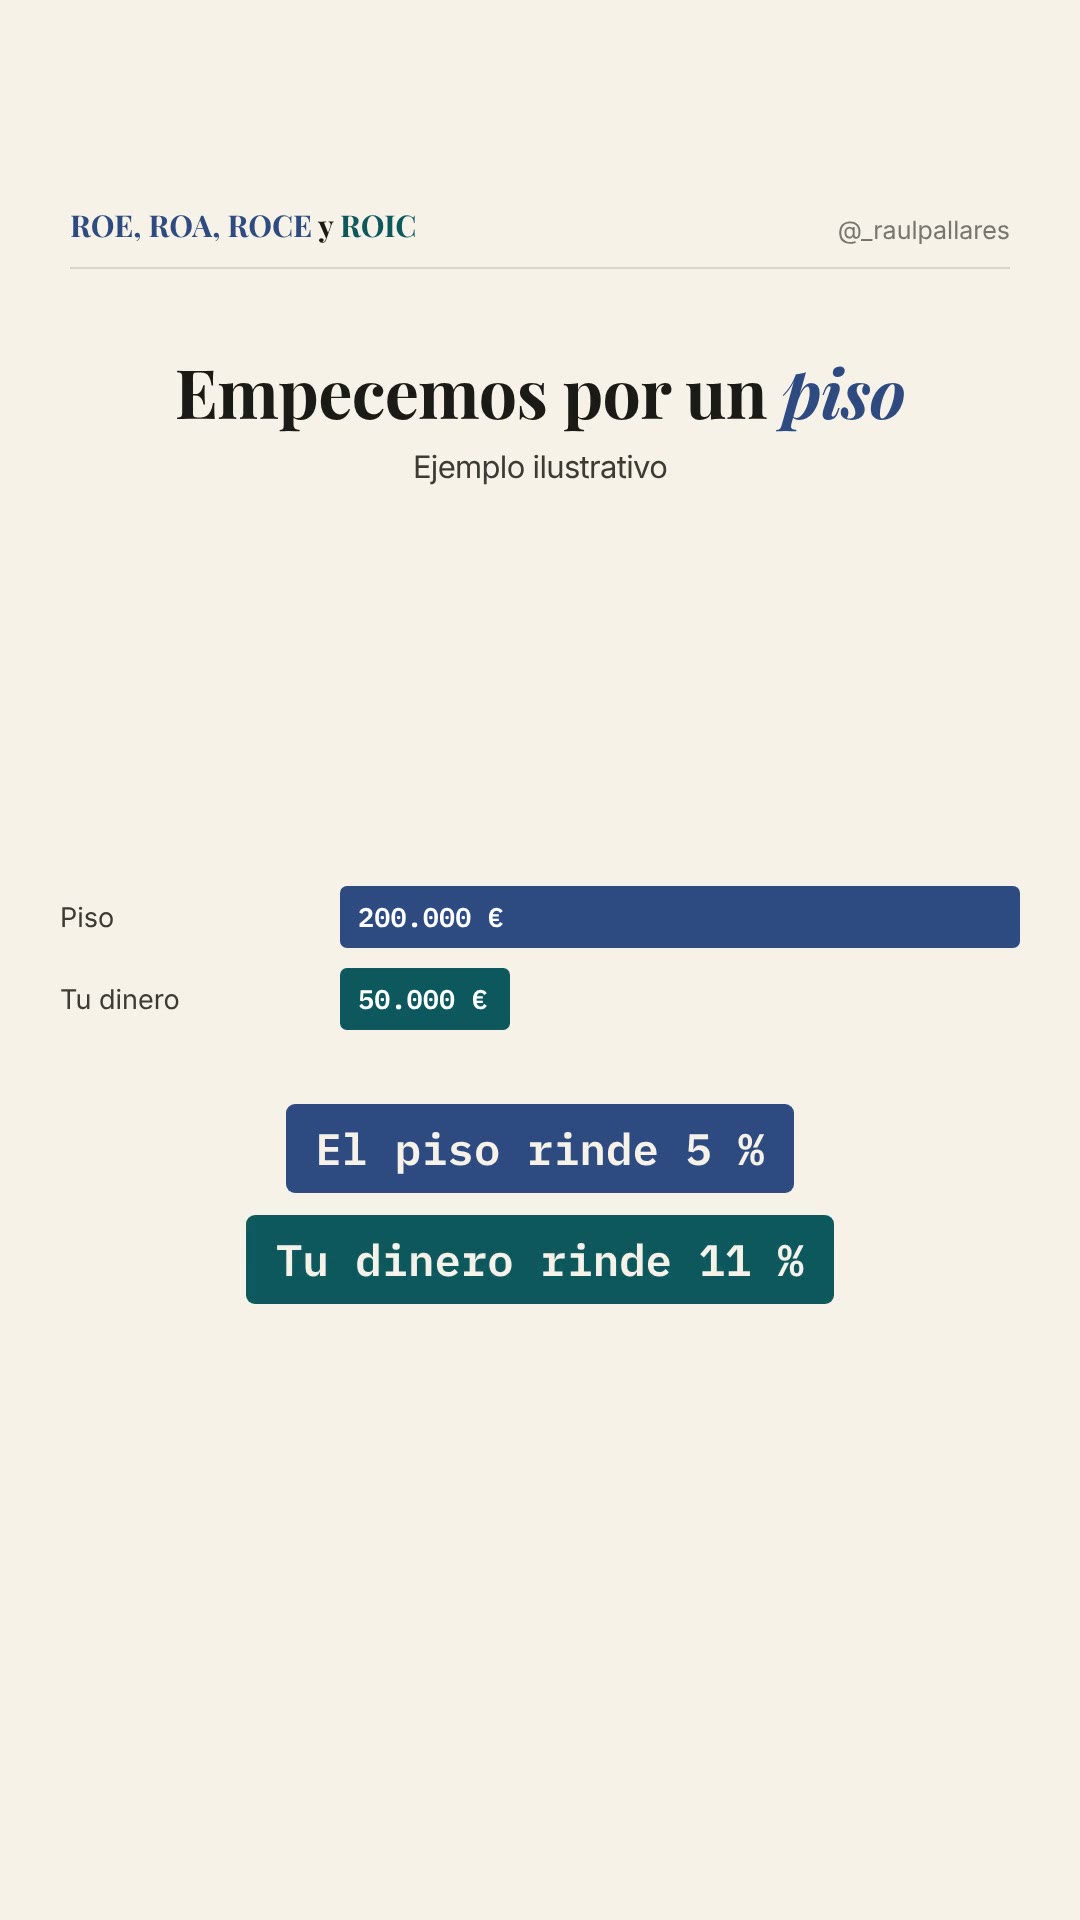 ROE, ROA, ROCE y ROIC
@_raulpallares
Empecemos por un piso
Ejemplo ilustrativo
Piso
200.000 €
Tu dinero
50.000 €
El piso rinde 5 %
Tu dinero rinde 11 %